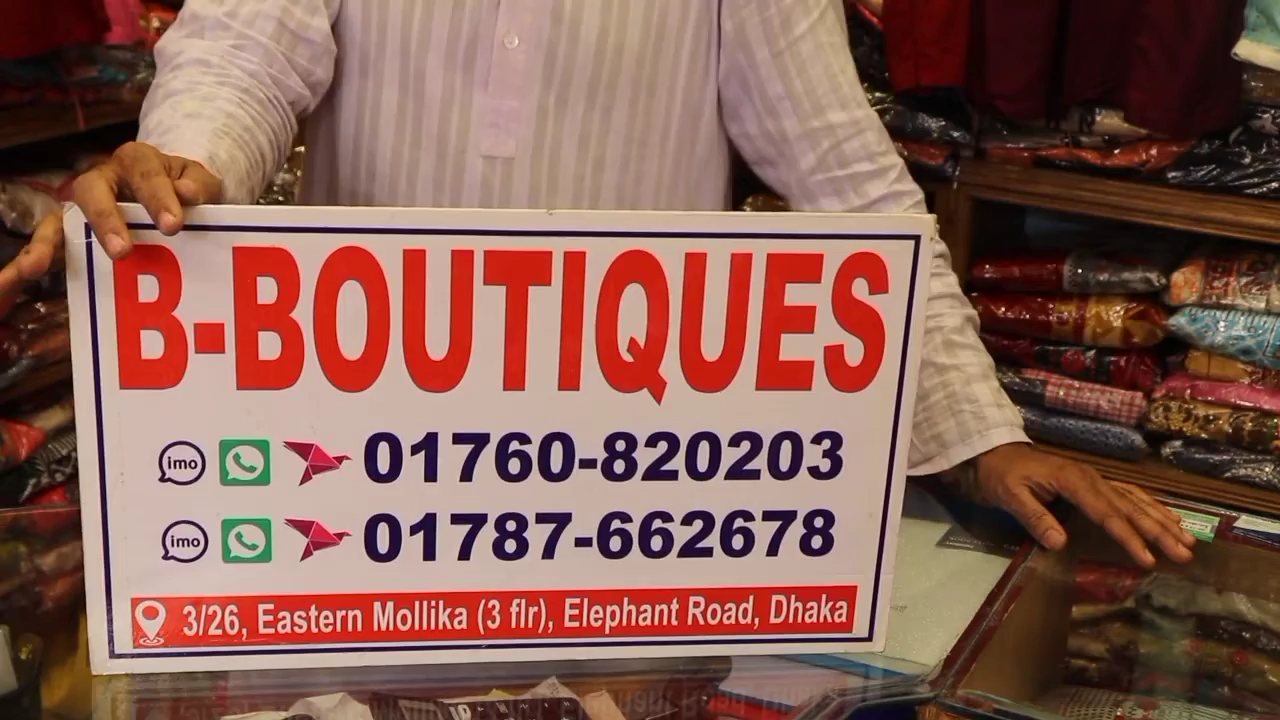 B-BOUTIQUES
imo 01760-820203
imo 01787-662678
3/26, Eastern Mollika (3 flr), Elephant Road, Dhaka